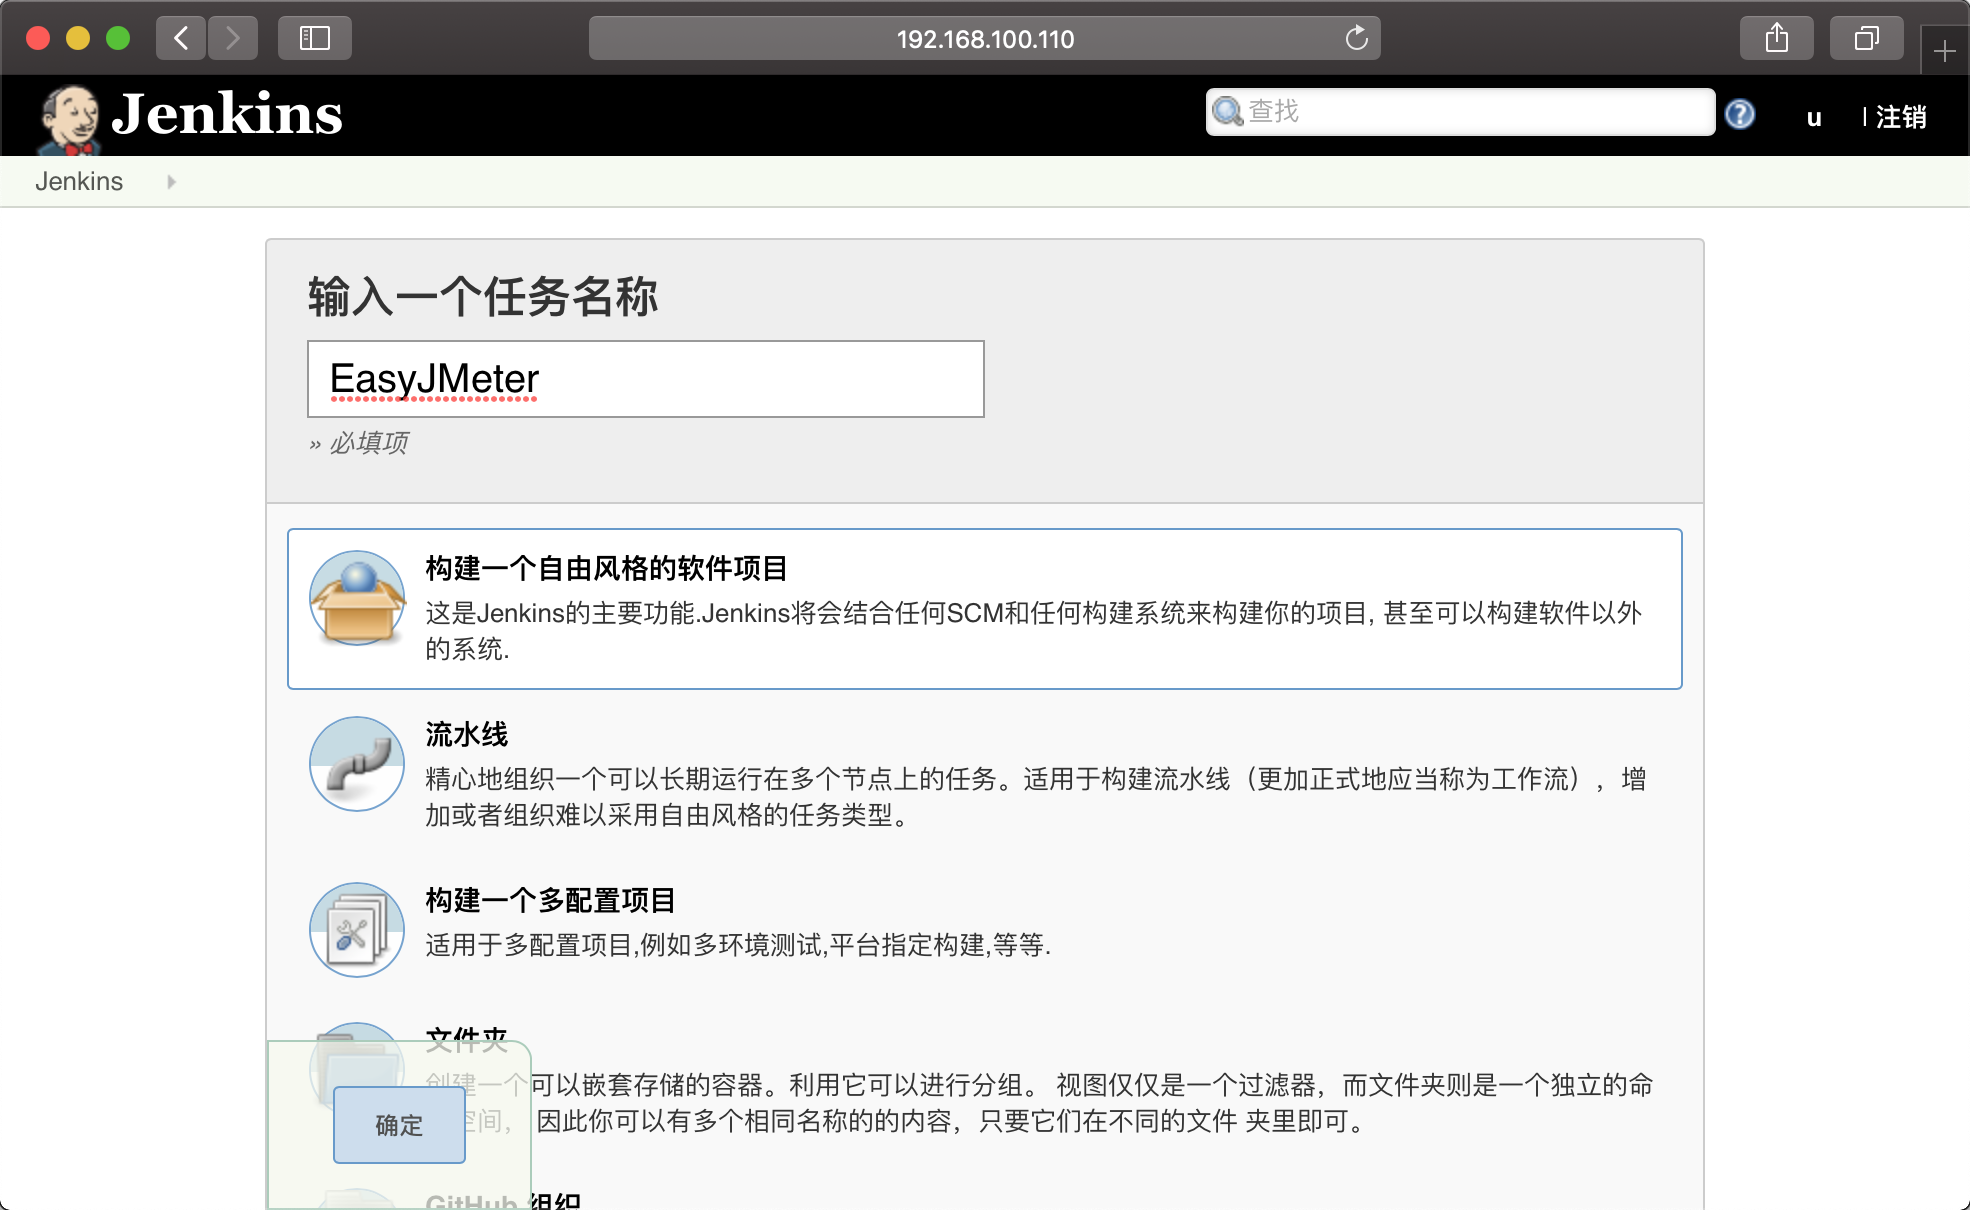 192.168.100.110
Jenkins
查找
u
注销
Jenkins
输入一个任务名称
EasyJMeter
» 必填项
构建一个自由风格的软件项目
这是Jenkins的主要功能.Jenkins将会结合任何SCM和任何构建系统来构建你的项目, 甚至可以构建软件以外
的系统.
流水线
精心地组织一个可以长期运行在多个节点上的任务。适用于构建流水线（更加正式地应当称为工作流），增
加或者组织难以采用自由风格的任务类型。
构建一个多配置项目
适用于多配置项目,例如多环境测试,平台指定构建,等等.
文件夹
创建一个可以嵌套存储的容器。利用它可以进行分组。 视图仅仅是一个过滤器，而文件夹则是一个独立的命
空间， 因此你可以有多个相同名称的的内容，只要它们在不同的文件 夹里即可。
确定
GitHub 组织